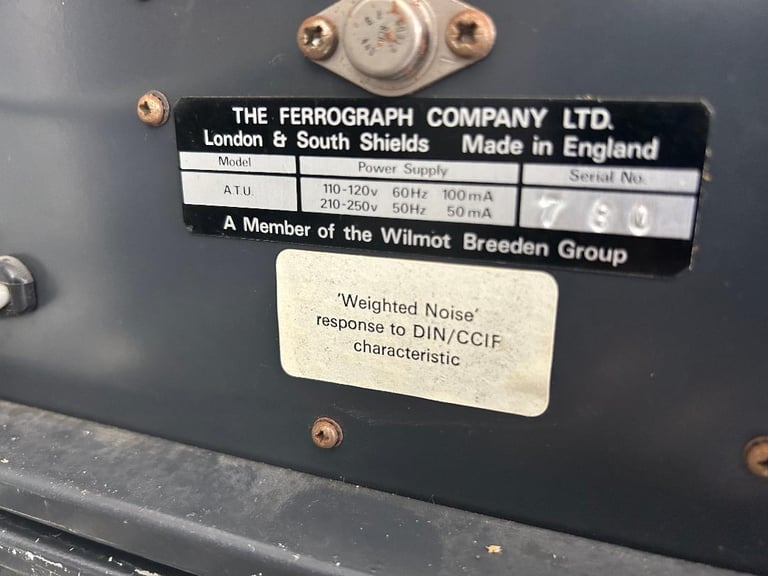 THE FERROGRAPH COMPANY LTD.
London & South Shields Made in England
Model Power Supply Serial No.
A.T.U. 110-120v 60Hz 100mA
210-250v 50Hz 50mA
780
A Member of the Wilmot Breeden Group
'Weighted Noise'
response to DIN/CCIF
characteristic